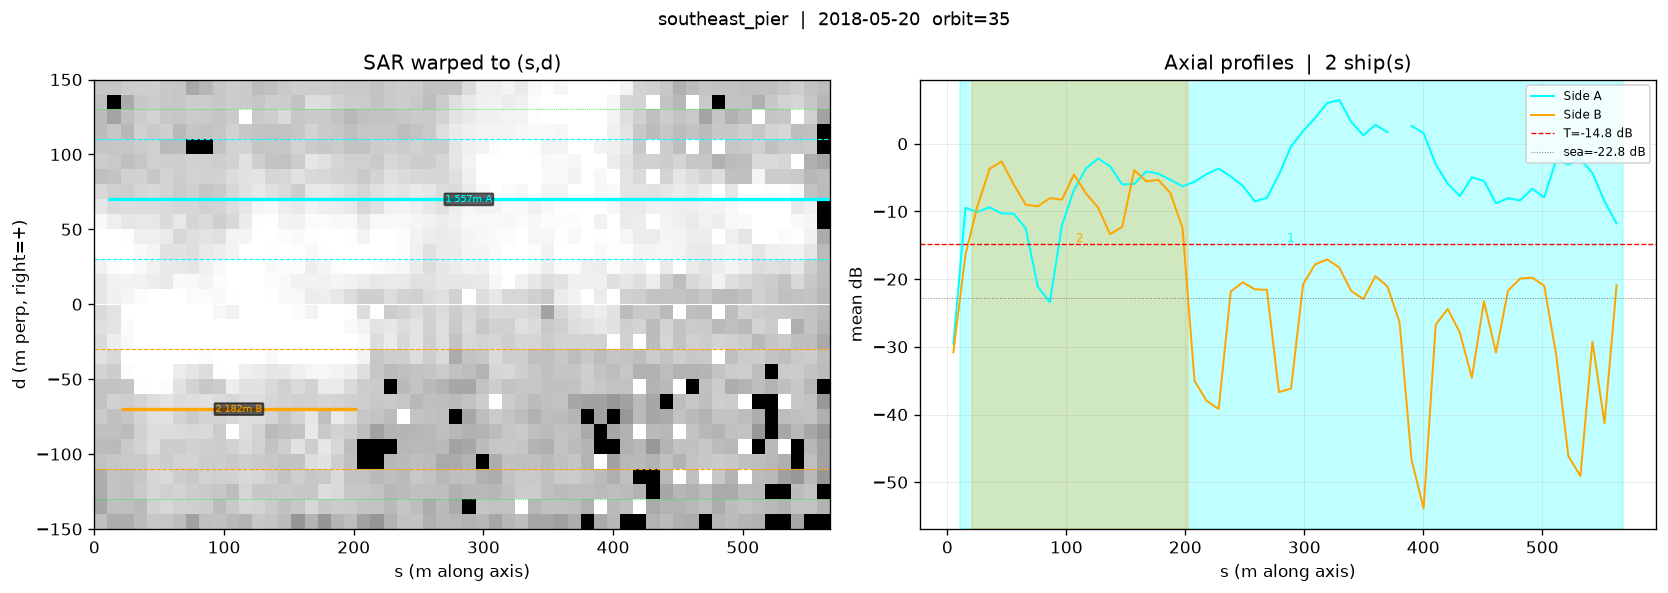 southeast_pier  |  2018-05-20  orbit=35
SAR warped to (s,d)
d (m perp, right=+)
150
100
50
0
−50
−100
−150
1 557m A
2 182m B
0 100 200 300 400 500
s (m along axis)
Axial profiles  |  2 ship(s)
mean dB
0
−10
−20
−30
−40
−50
Side A
Side B
T=-14.8 dB
sea=-22.8 dB
2
1
0 100 200 300 400 500
s (m along axis)